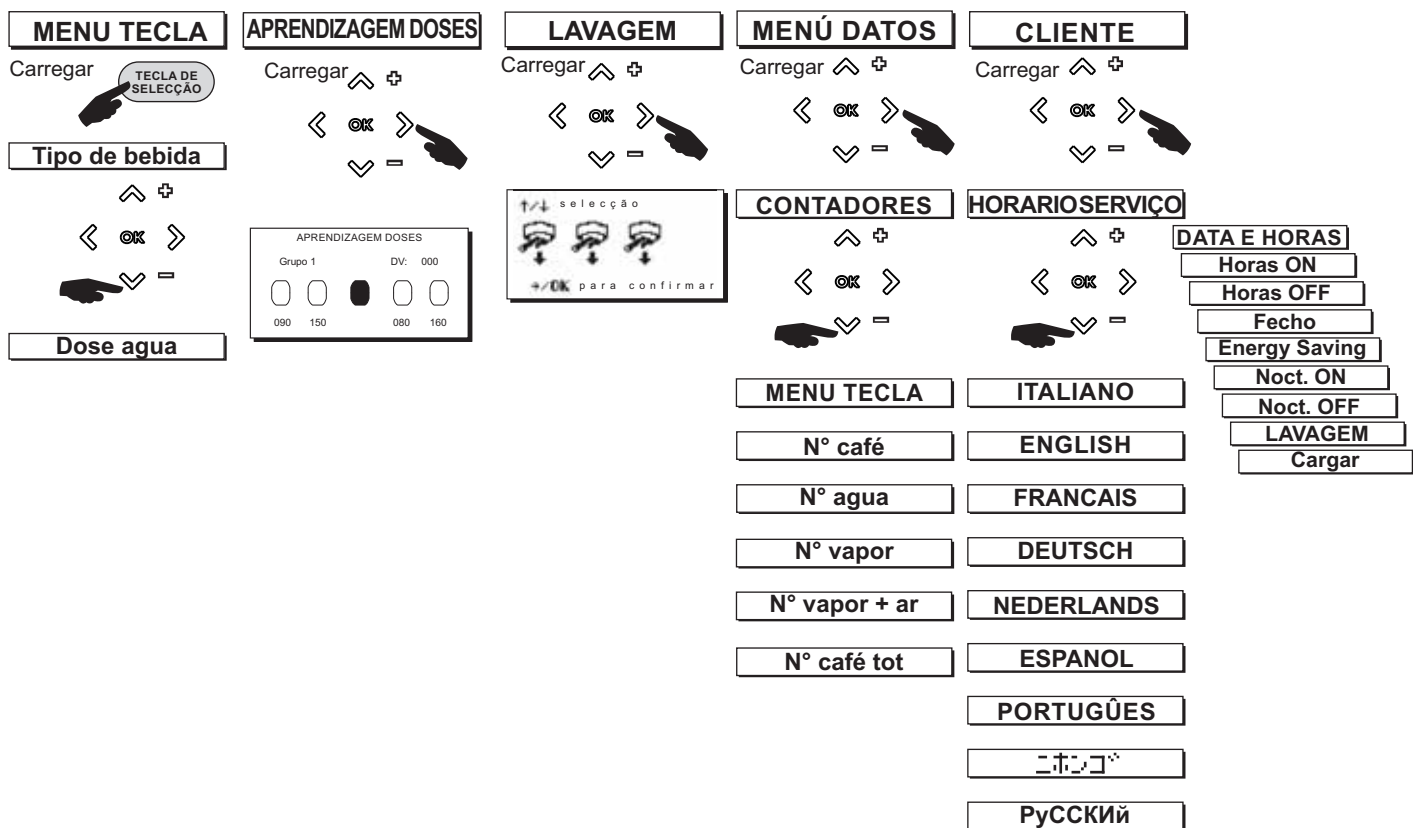 MENU TECLA
Carregar
TECLA DE
SELECÇÃO
Tipo de bebida
OK
Dose agua
APRENDIZAGEM DOSES
Carregar
OK
APRENDIZAGEM DOSES
Grupo 1 DV: 000
090 150 080 160
LAVAGEM
Carregar
OK
↑/↓ selecção
→/OK para confirmar
MENÚ DATOS
Carregar
OK
CONTADORES
OK
MENU TECLA
N° café
N° agua
N° vapor
N° vapor + ar
N° café tot
CLIENTE
Carregar
OK
HORARIOSERVIÇO
OK
ITALIANO
ENGLISH
FRANCAIS
DEUTSCH
NEDERLANDS
ESPANOL
PORTUGÛES
ニホンゴ
РуССКИй
DATA E HORAS
Horas ON
Horas OFF
Fecho
Energy Saving
Noct. ON
Noct. OFF
LAVAGEM
Cargar